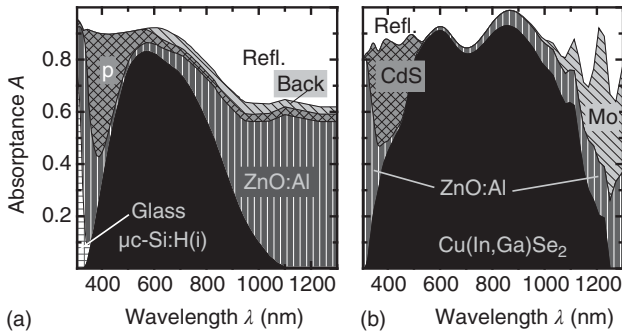 0.8
0.6
0.4
0.2
Absorptance A
p
Refl.
Back
ZnO:Al
Glass
µc-Si:H(i)
400 600 800 1000 1200
Wavelength λ (nm)
(a)
Refl.
CdS
Mo
ZnO:Al
Cu(In,Ga)Se₂
400 600 800 1000 1200
Wavelength λ (nm)
(b)